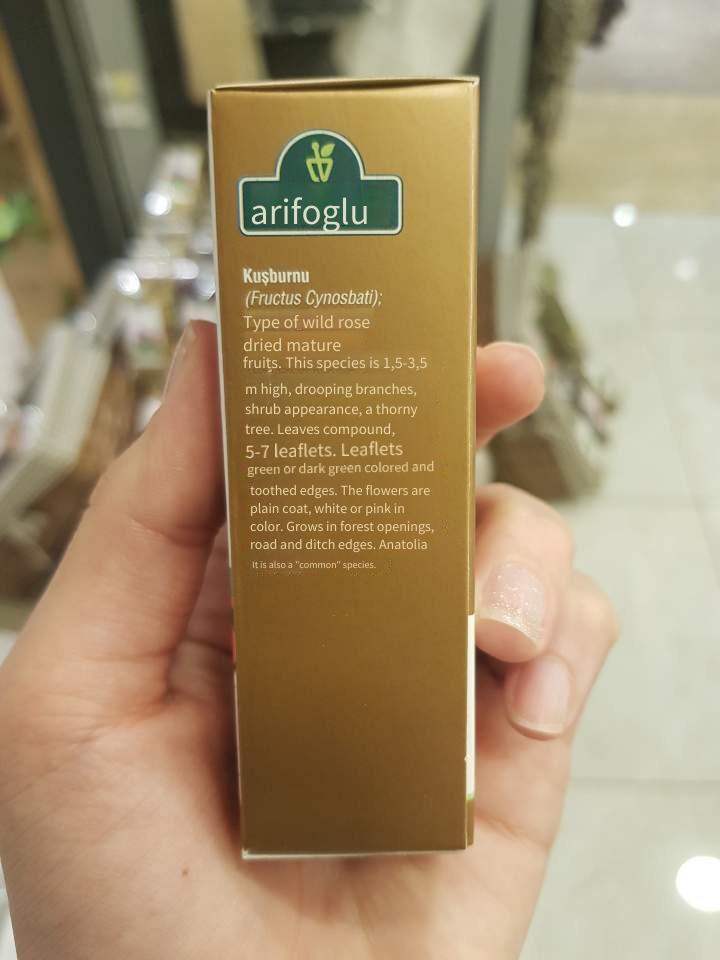 arifoglu
Kuşburnu
(Fructus Cynosbati);
Type of wild rose
dried mature
fruits. This species is 1,5-3,5
m high, drooping branches,
shrub appearance, a thorny
tree. Leaves compound,
5-7 leaflets. Leaflets
green or dark green colored and
toothed edges. The flowers are
plain coat, white or pink in
color. Grows in forest openings,
road and ditch edges. Anatolia
It is also a "common" species.